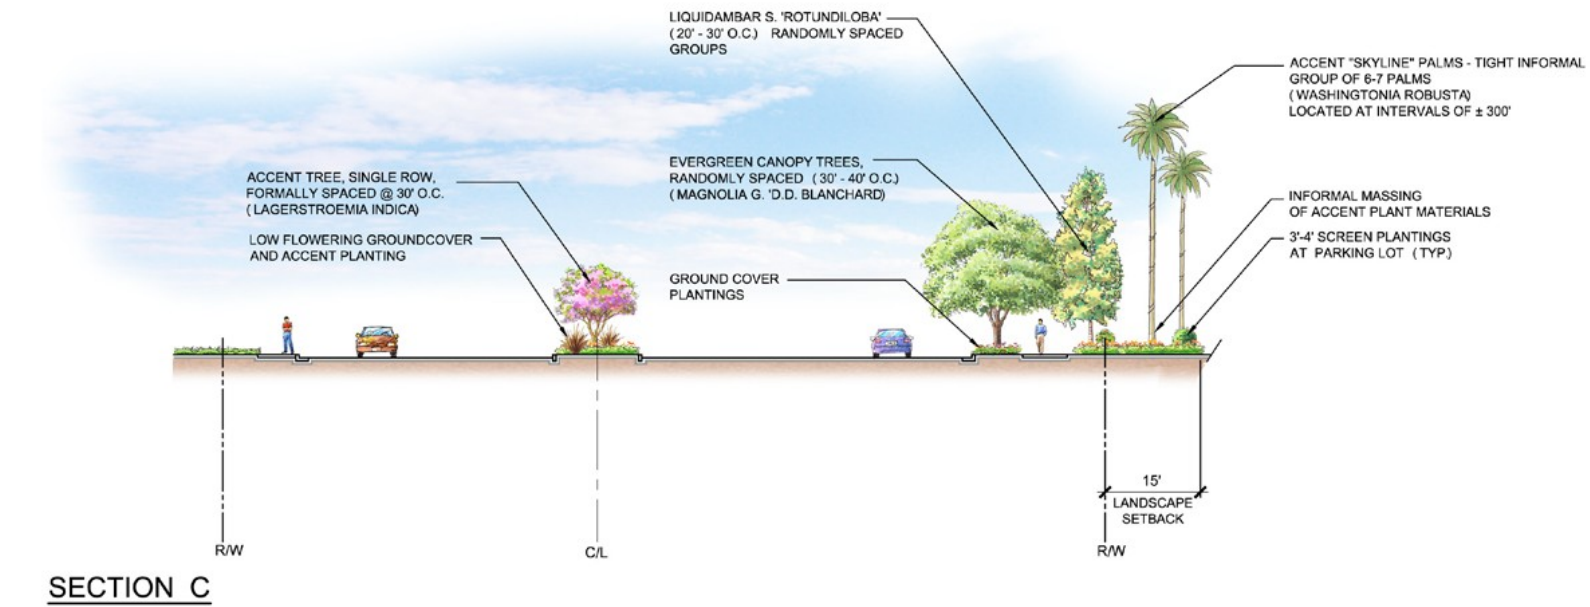 LIQUIDAMBAR S. 'ROTUNDILOBA'
( 20' - 30' O.C.) RANDOMLY SPACED
GROUPS
ACCENT "SKYLINE" PALMS - TIGHT INFORMAL
GROUP OF 6-7 PALMS
( WASHINGTONIA ROBUSTA)
LOCATED AT INTERVALS OF ± 300'
ACCENT TREE, SINGLE ROW,
FORMALLY SPACED @ 30' O.C.
( LAGERSTROEMIA INDICA)
EVERGREEN CANOPY TREES,
RANDOMLY SPACED ( 30' - 40' O.C.)
( MAGNOLIA G. 'D.D. BLANCHARD)
INFORMAL MASSING
OF ACCENT PLANT MATERIALS
LOW FLOWERING GROUNDCOVER
AND ACCENT PLANTING
3'-4' SCREEN PLANTINGS
AT PARKING LOT ( TYP.)
GROUND COVER
PLANTINGS
15'
LANDSCAPE
SETBACK
R/W
C/L
R/W
SECTION C